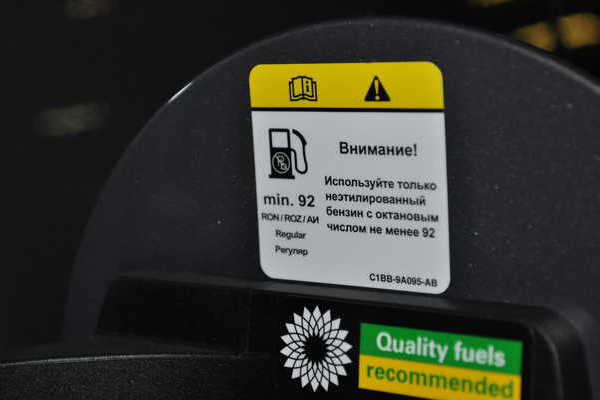 Внимание!
min. 92
RON / ROZ / АИ
Regular
Регуляр
Используйте только
неэтилированный
бензин с октановым
числом не менее 92
C1BB-9A095-AB
Quality fuels
recommended